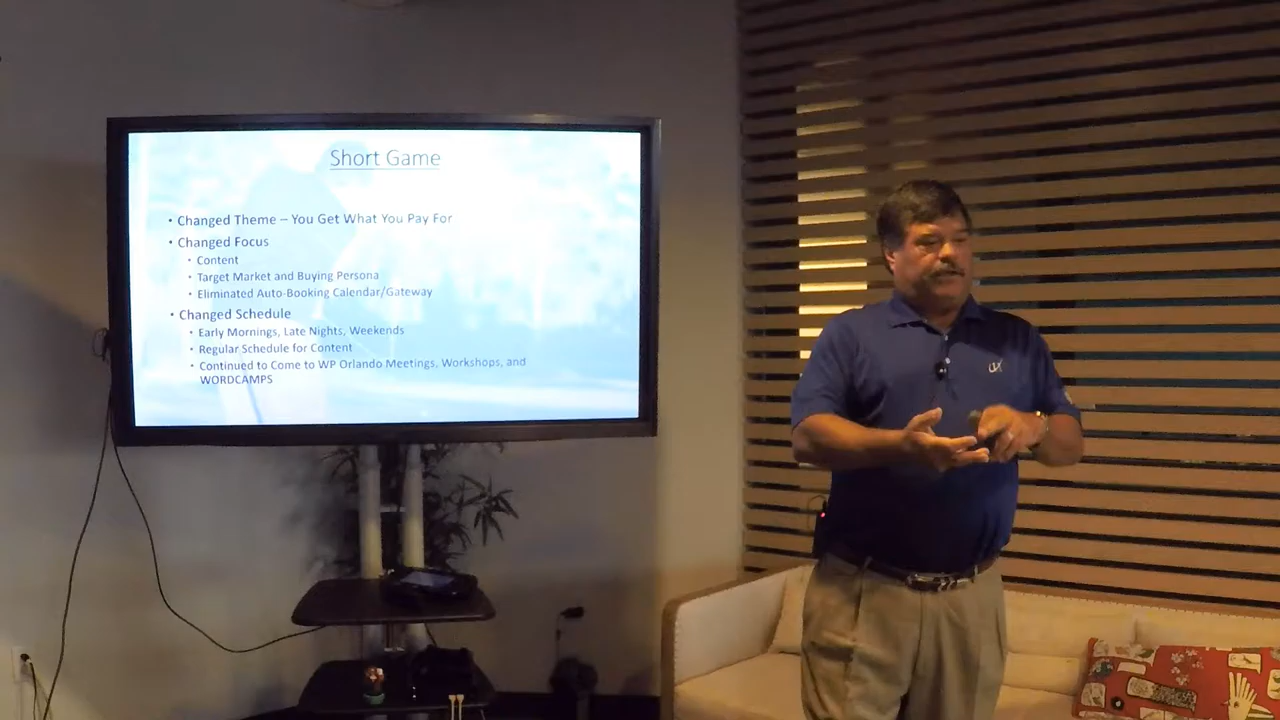 Short Game
• Changed Theme – You Get What You Pay For
• Changed Focus
• Content
• Target Market and Buying Persona
• Eliminated Auto-Booking Calendar/Gateway
• Changed Schedule
• Early Mornings, Late Nights, Weekends
• Regular Schedule for Content
• Continued to Come to WP Orlando Meetings, Workshops, and
WORDCAMPS